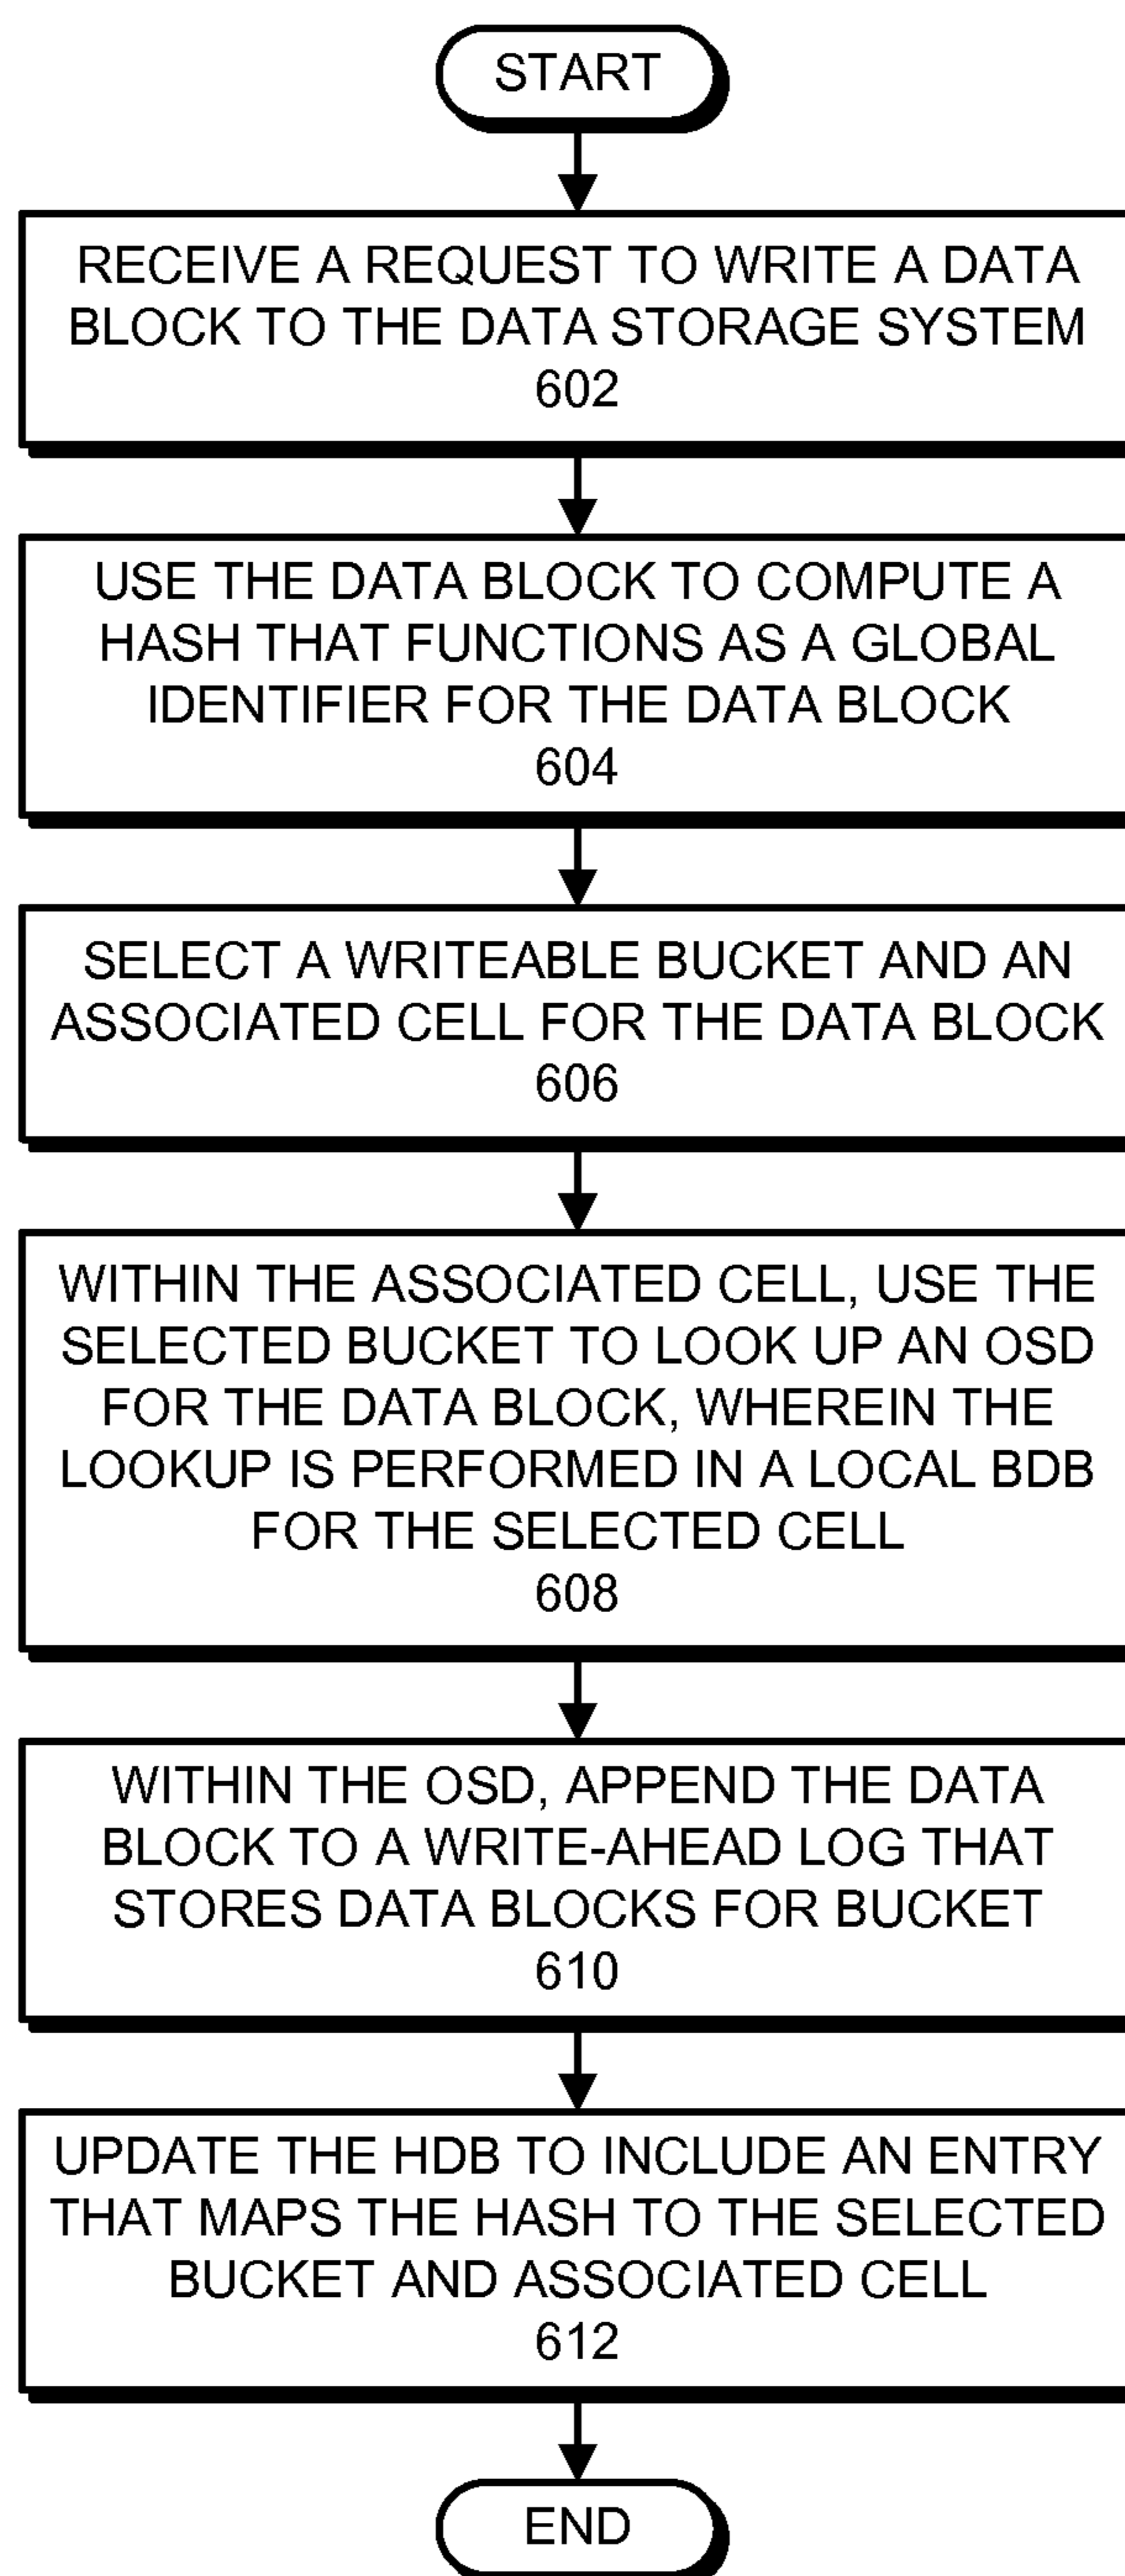 START
RECEIVE A REQUEST TO WRITE A DATA
BLOCK TO THE DATA STORAGE SYSTEM
602
USE THE DATA BLOCK TO COMPUTE A
HASH THAT FUNCTIONS AS A GLOBAL
IDENTIFIER FOR THE DATA BLOCK
604
SELECT A WRITEABLE BUCKET AND AN
ASSOCIATED CELL FOR THE DATA BLOCK
606
WITHIN THE ASSOCIATED CELL, USE THE
SELECTED BUCKET TO LOOK UP AN OSD
FOR THE DATA BLOCK, WHEREIN THE
LOOKUP IS PERFORMED IN A LOCAL BDB
FOR THE SELECTED CELL
608
WITHIN THE OSD, APPEND THE DATA
BLOCK TO A WRITE-AHEAD LOG THAT
STORES DATA BLOCKS FOR BUCKET
610
UPDATE THE HDB TO INCLUDE AN ENTRY
THAT MAPS THE HASH TO THE SELECTED
BUCKET AND ASSOCIATED CELL
612
END